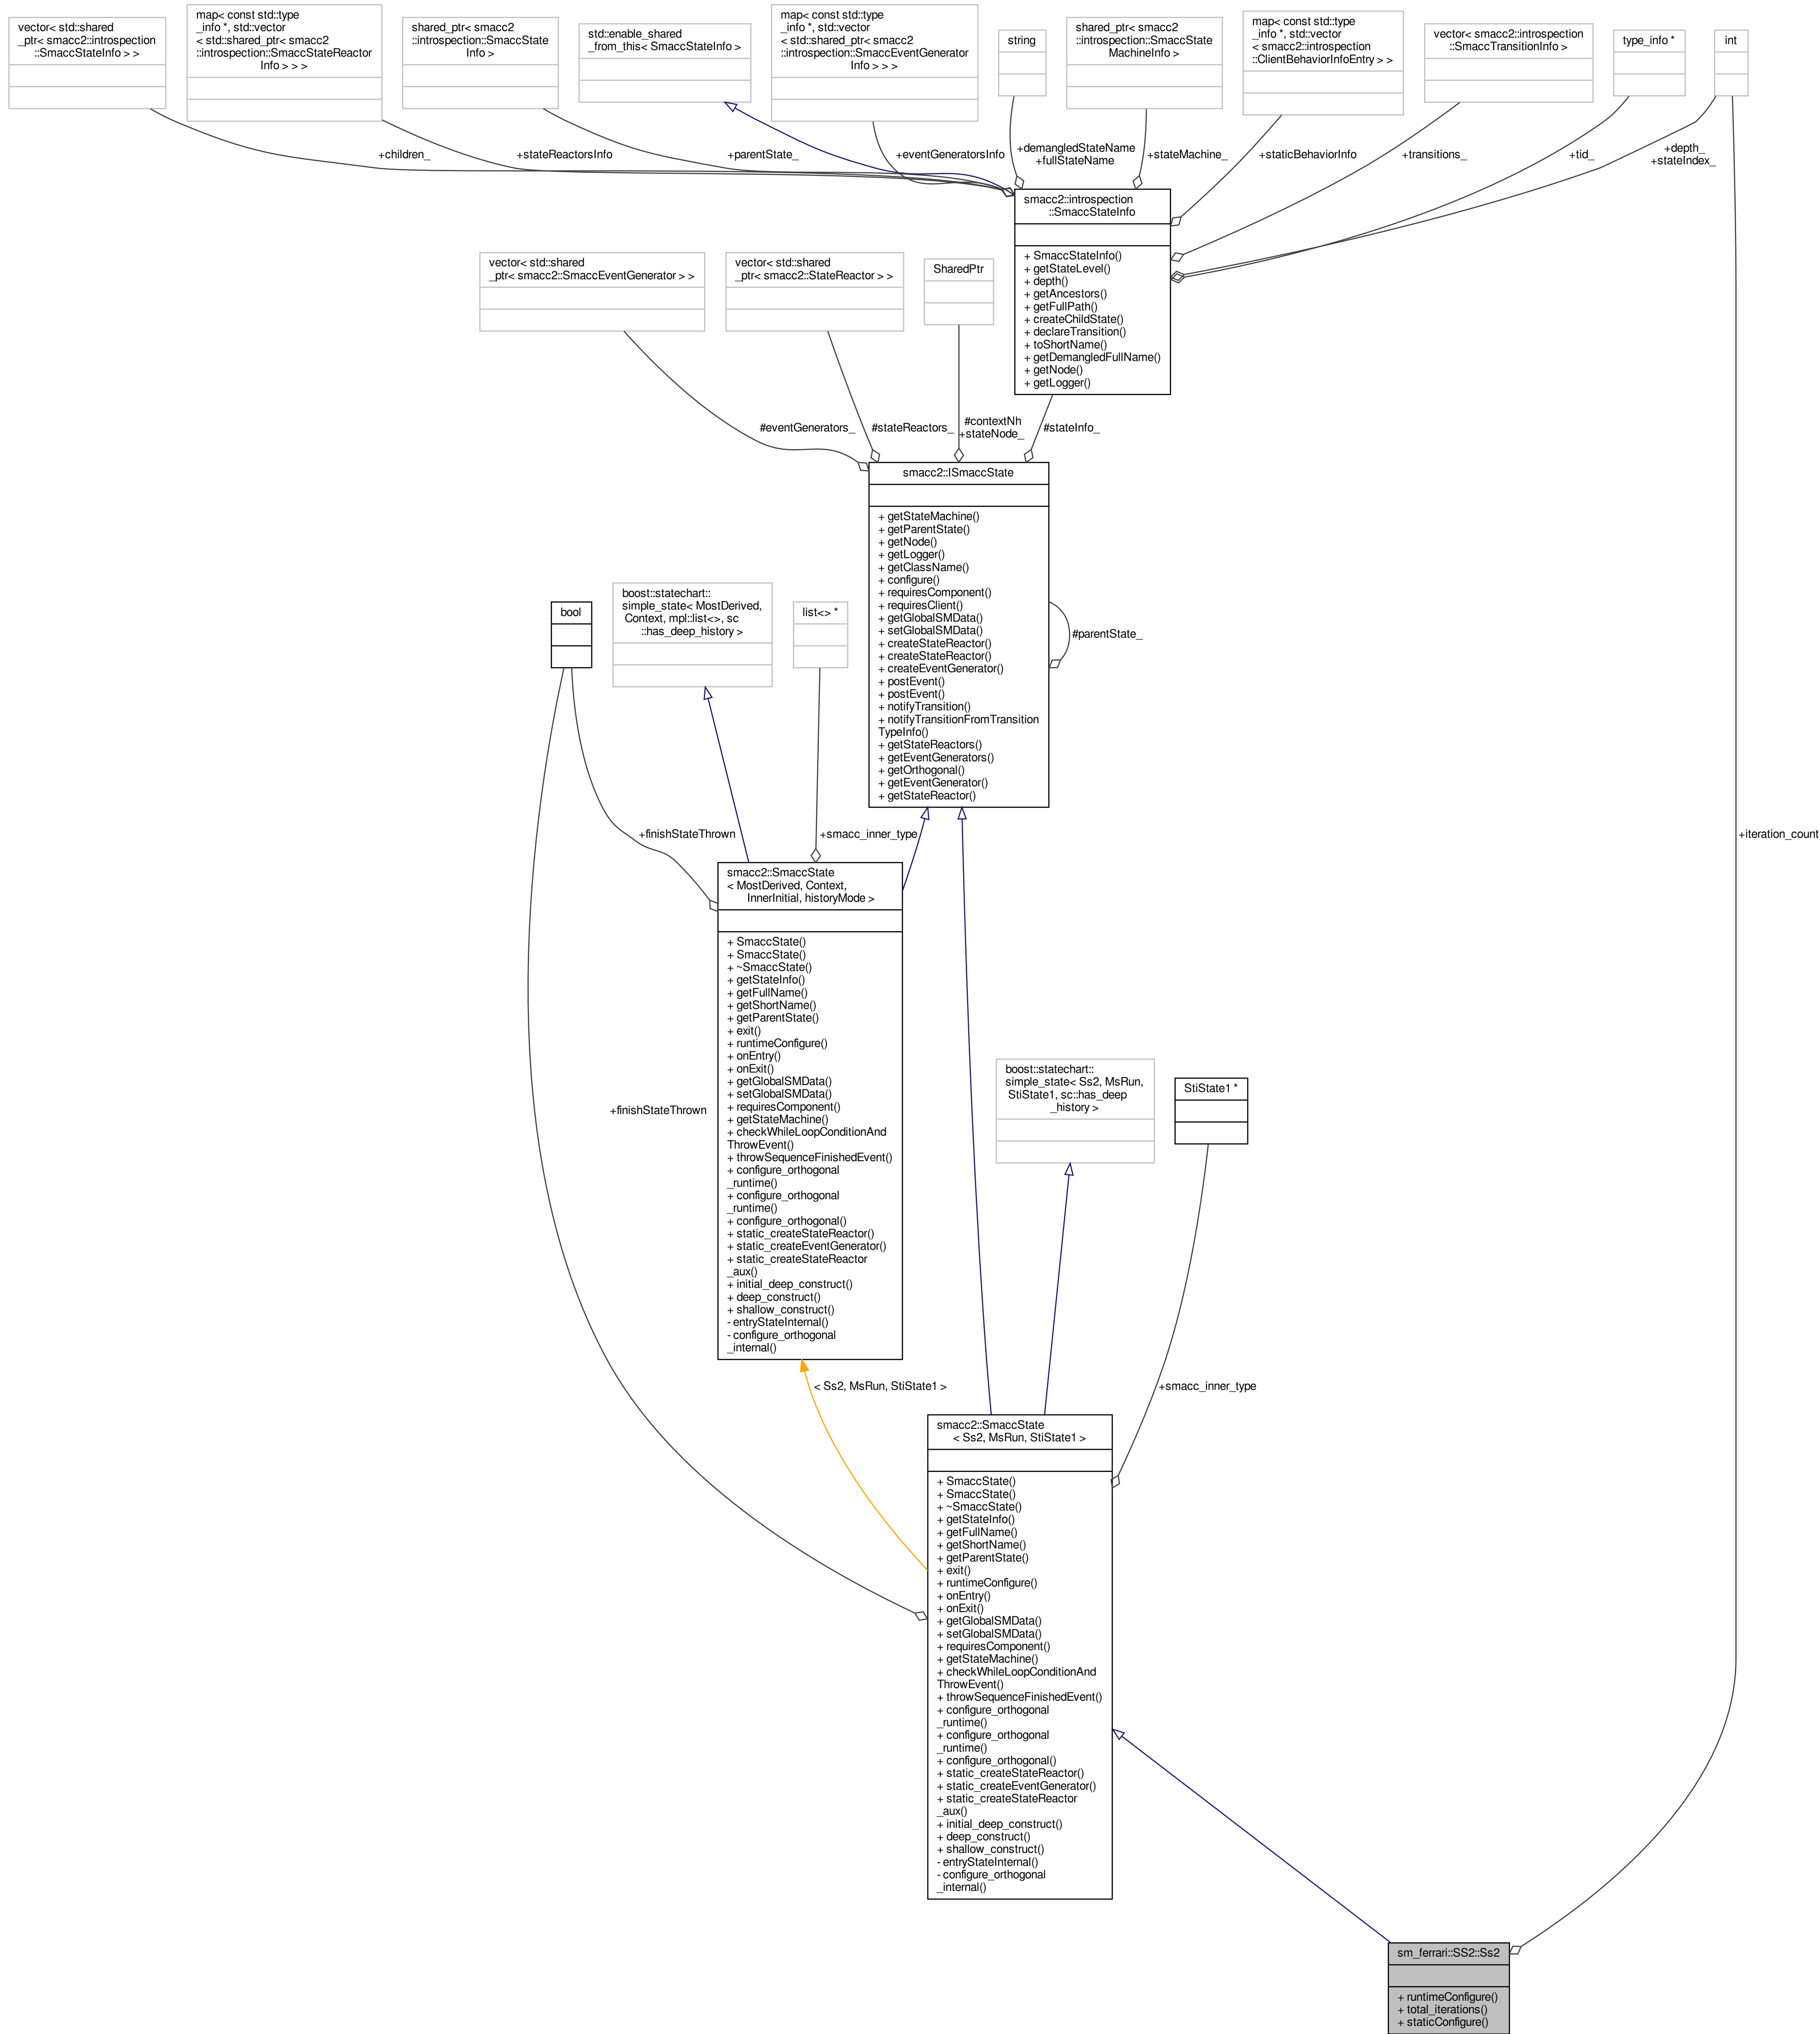 vector< std::shared
_ptr< smacc2::introspection
::SmaccStateInfo > >
map< const std::type
_info *, std::vector
< std::shared_ptr< smacc2
::introspection::SmaccStateReactor
Info > > >
shared_ptr< smacc2
::introspection::SmaccState
Info >
std::enable_shared
_from_this< SmaccStateInfo >
map< const std::type
_info *, std::vector
< std::shared_ptr< smacc2
::introspection::SmaccEventGenerator
Info > > >
string
shared_ptr< smacc2
::introspection::SmaccState
MachineInfo >
map< const std::type
_info *, std::vector
< smacc2::introspection
::ClientBehaviorInfoEntry > >
vector< smacc2::introspection
::SmaccTransitionInfo >
type_info *
int
+children_
+stateReactorsInfo
+parentState_
+eventGeneratorsInfo
+demangledStateName
+fullStateName
+stateMachine_
+staticBehaviorInfo
+transitions_
+tid_
+depth_
+stateIndex_
smacc2::introspection
::SmaccStateInfo
+ SmaccStateInfo()
+ getStateLevel()
+ depth()
+ getAncestors()
+ getFullPath()
+ createChildState()
+ declareTransition()
+ toShortName()
+ getDemangledFullName()
+ getNode()
+ getLogger()
vector< std::shared
_ptr< smacc2::SmaccEventGenerator > >
vector< std::shared
_ptr< smacc2::StateReactor > >
SharedPtr
#eventGenerators_
#stateReactors_
#contextNh
+stateNode_
#stateInfo_
smacc2::ISmaccState
+ getStateMachine()
+ getParentState()
+ getNode()
+ getLogger()
+ getClassName()
+ configure()
+ requiresComponent()
+ requiresClient()
+ getGlobalSMData()
+ setGlobalSMData()
+ createStateReactor()
+ createStateReactor()
+ createEventGenerator()
+ postEvent()
+ postEvent()
+ notifyTransition()
+ notifyTransitionFromTransition
TypeInfo()
+ getStateReactors()
+ getEventGenerators()
+ getOrthogonal()
+ getEventGenerator()
+ getStateReactor()
#parentState_
bool
boost::statechart::
simple_state< MostDerived,
Context, mpl::list<>, sc
::has_deep_history >
list<> *
+finishStateThrown
+smacc_inner_type
+iteration_count
smacc2::SmaccState
< MostDerived, Context,
InnerInitial, historyMode >
+ SmaccState()
+ SmaccState()
+ ~SmaccState()
+ getStateInfo()
+ getFullName()
+ getShortName()
+ getParentState()
+ exit()
+ runtimeConfigure()
+ onEntry()
+ onExit()
+ getGlobalSMData()
+ setGlobalSMData()
+ requiresComponent()
+ getStateMachine()
+ checkWhileLoopConditionAnd
ThrowEvent()
+ throwSequenceFinishedEvent()
+ configure_orthogonal
_runtime()
+ configure_orthogonal
_runtime()
+ configure_orthogonal()
+ static_createStateReactor()
+ static_createEventGenerator()
+ static_createStateReactor
_aux()
+ initial_deep_construct()
+ deep_construct()
+ shallow_construct()
- entryStateInternal()
- configure_orthogonal
_internal()
+finishStateThrown
boost::statechart::
simple_state< Ss2, MsRun,
StiState1, sc::has_deep
_history >
StiState1 *
< Ss2, MsRun, StiState1 >
+smacc_inner_type
smacc2::SmaccState
< Ss2, MsRun, StiState1 >
+ SmaccState()
+ SmaccState()
+ ~SmaccState()
+ getStateInfo()
+ getFullName()
+ getShortName()
+ getParentState()
+ exit()
+ runtimeConfigure()
+ onEntry()
+ onExit()
+ getGlobalSMData()
+ setGlobalSMData()
+ requiresComponent()
+ getStateMachine()
+ checkWhileLoopConditionAnd
ThrowEvent()
+ throwSequenceFinishedEvent()
+ configure_orthogonal
_runtime()
+ configure_orthogonal
_runtime()
+ configure_orthogonal()
+ static_createStateReactor()
+ static_createEventGenerator()
+ static_createStateReactor
_aux()
+ initial_deep_construct()
+ deep_construct()
+ shallow_construct()
- entryStateInternal()
- configure_orthogonal
_internal()
sm_ferrari::SS2::Ss2
+ runtimeConfigure()
+ total_iterations()
+ staticConfigure()